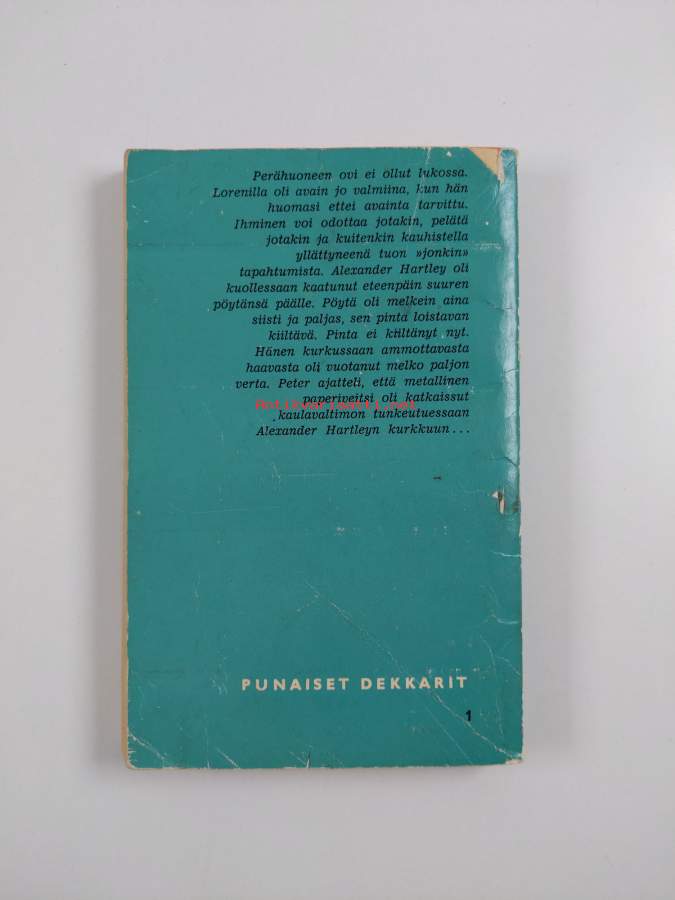 Perähuoneen ovi ei ollut lukossa.
Lorenilla oli avain jo valmiina, kun hän
huomasi ettei avainta tarvittu.
Ihminen voi odottaa jotakin, pelätä
jotakin ja kuitenkin kauhistella
yllättyneenä tuon »jonkin»
tapahtumista. Alexander Hartley oli
kuollessaan kaatunut eteenpäin suuren
pöytänsä päälle. Pöytä oli melkein aina
siisti ja paljas, sen pinta loistavan
kiiltävä. Pinta ei kiiltänyt nyt.
Hänen kurkussaan ammottavasta
haavasta oli vuotanut melko paljon
verta. Peter ajatteli, että metallinen
paperiveitsi oli katkaissut
Antikvariaatti.net
kaulavaltimon tunkeutuessaan
Alexander Hartleyn kurkkuun...
PUNAISET DEKKARIT
1